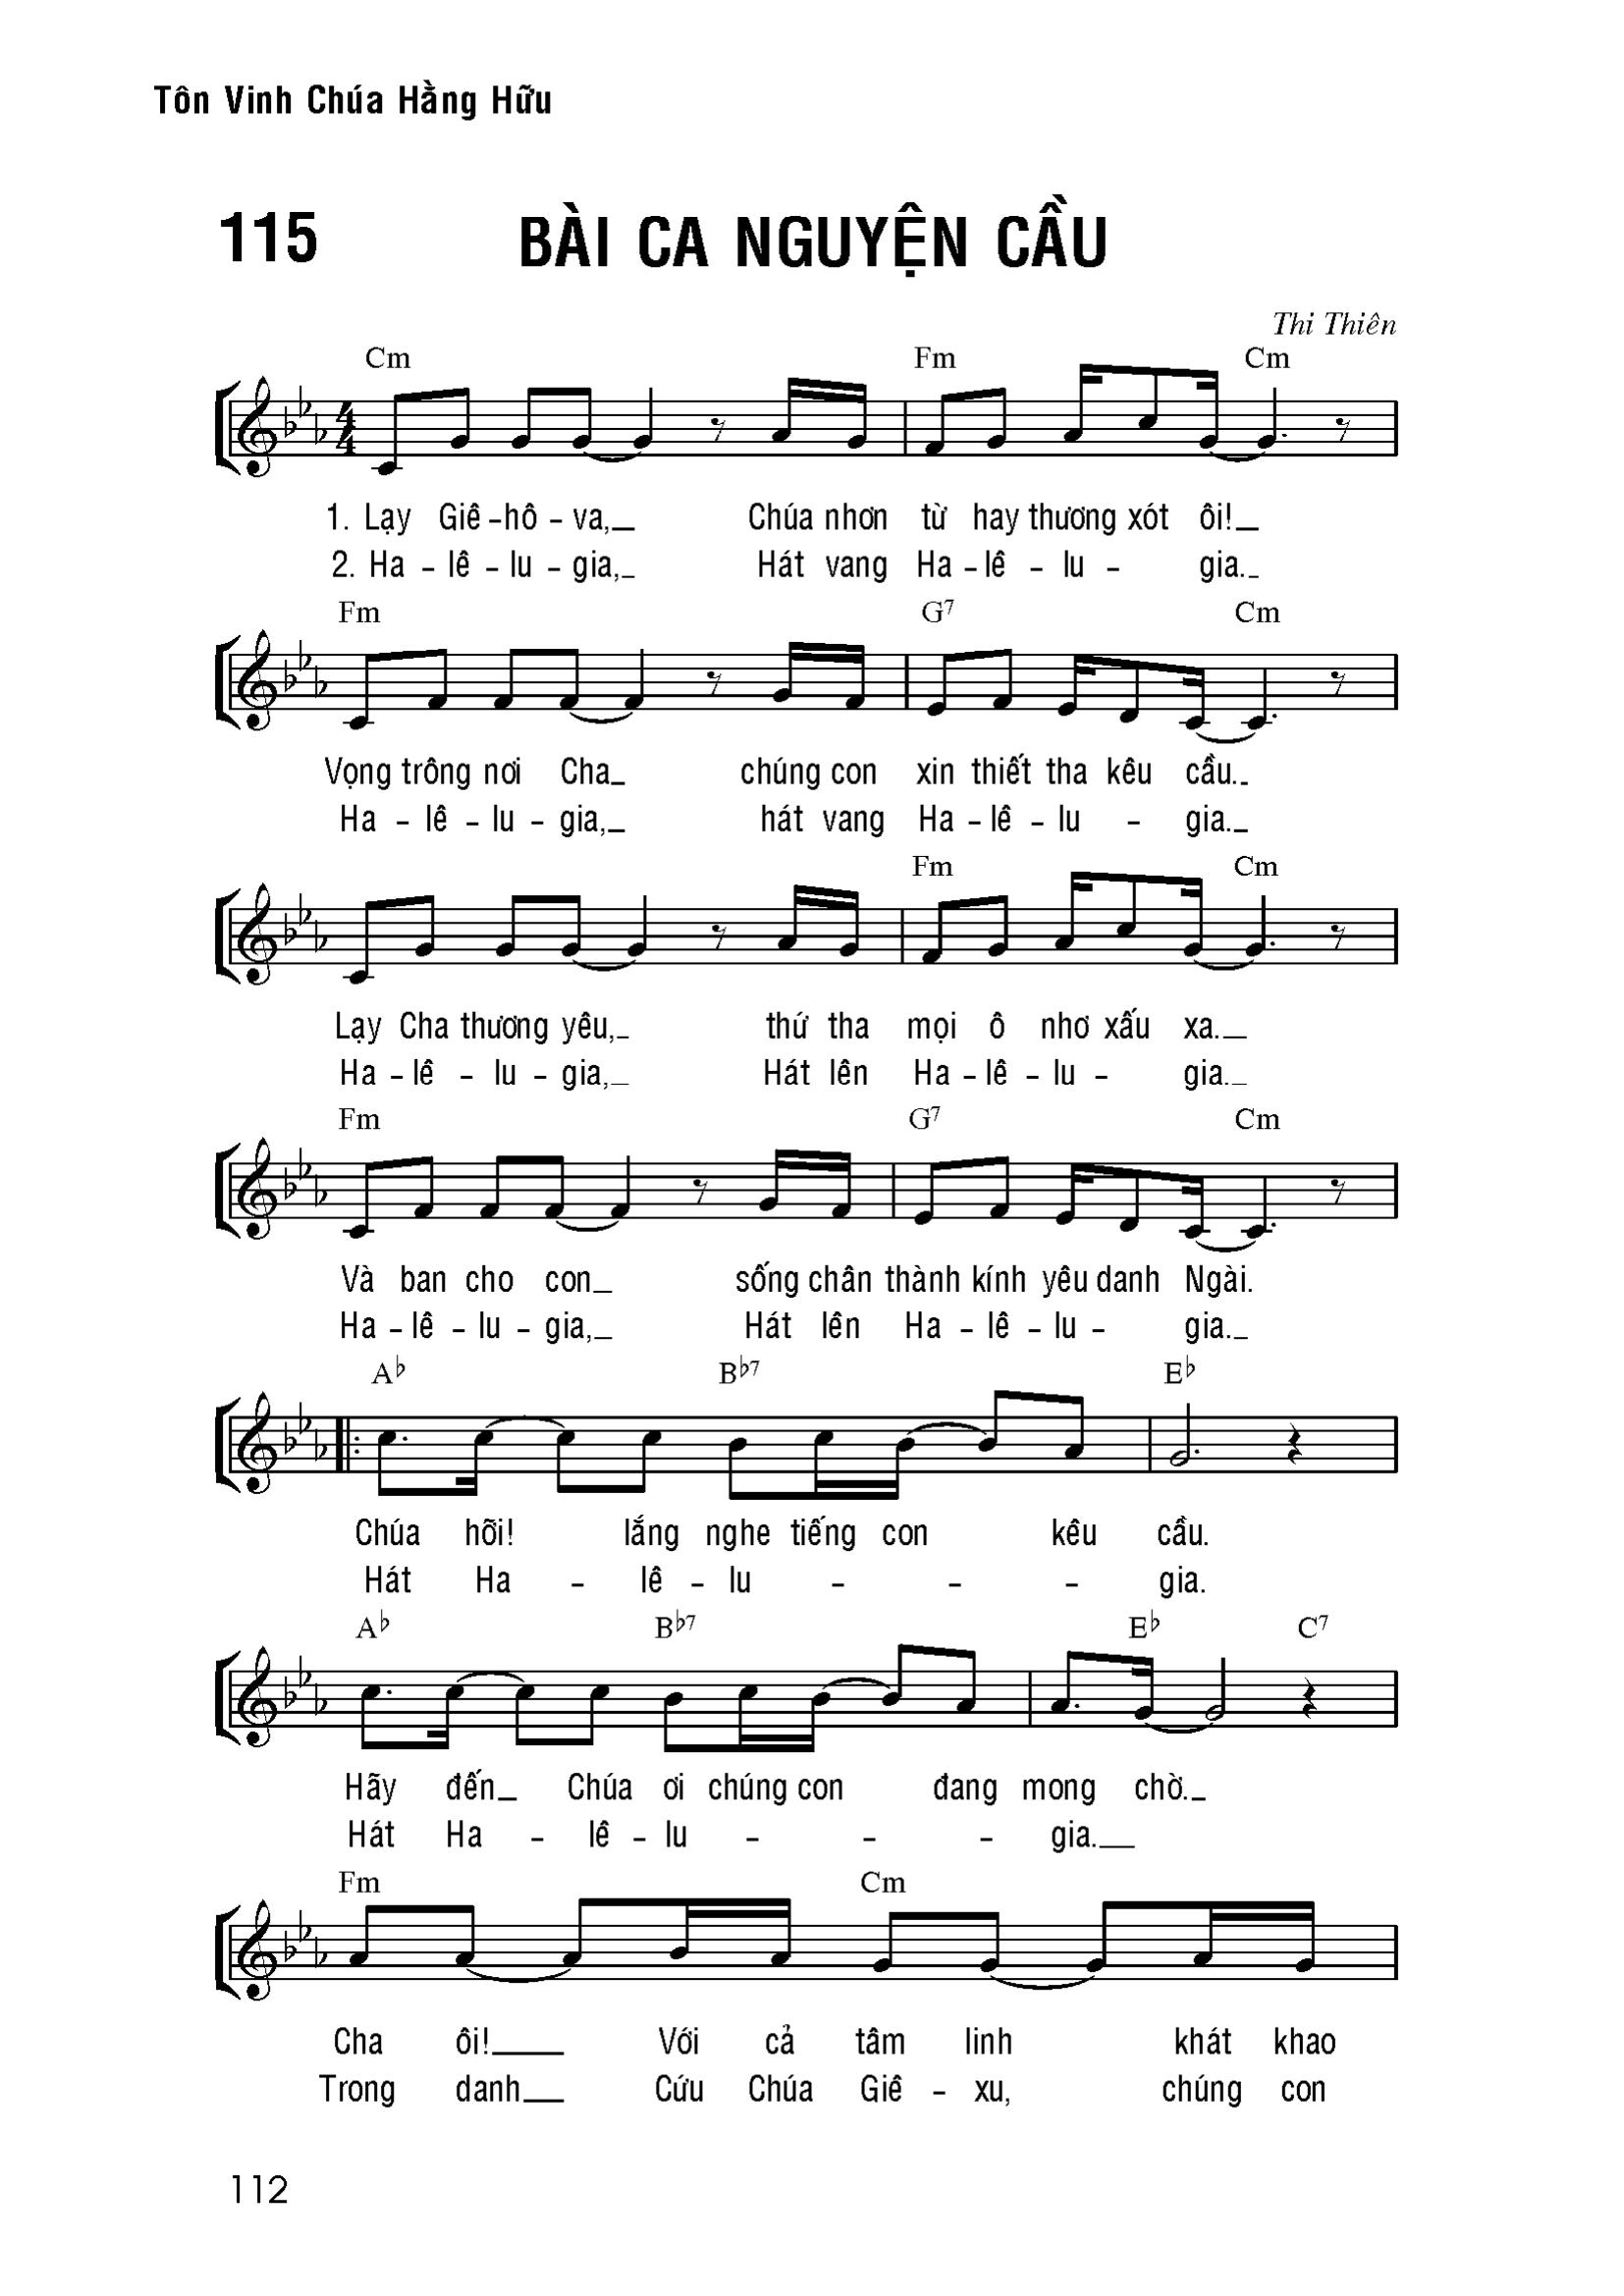 Tôn Vinh Chúa Hằng Hữu
115 BÀI CA NGUYỆN CẦU
Thi Thiên
Cm Fm Cm
1. Lạy Giê - hô - va, Chúa nhơn từ hay thương xót ôi!
2. Ha - lê - lu - gia, Hát vang Ha - lê - lu - gia.
Fm G7 Cm
Vọng trông nơi Cha chúng con xin thiết tha kêu cầu.
Ha - lê - lu - gia, hát vang Ha - lê - lu - gia.
Fm Cm
Lạy Cha thương yêu, thứ tha mọi ô nhơ xấu xa.
Ha - lê - lu - gia, Hát lên Ha - lê - lu - gia.
Fm G7 Cm
Và ban cho con sống chân thành kính yêu danh Ngài.
Ha - lê - lu - gia, Hát lên Ha - lê - lu - gia.
A♭ B♭7 E♭
Chúa hỡi! lắng nghe tiếng con kêu cầu.
Hát Ha - lê - lu - - - gia.
A♭ B♭7 E♭ C7
Hãy đến Chúa ơi chúng con đang mong chờ.
Hát Ha - lê - lu - - - gia.
Fm Cm
Cha ôi! Với cả tâm linh khát khao
Trong danh Cứu Chúa Giê - xu, chúng con
112